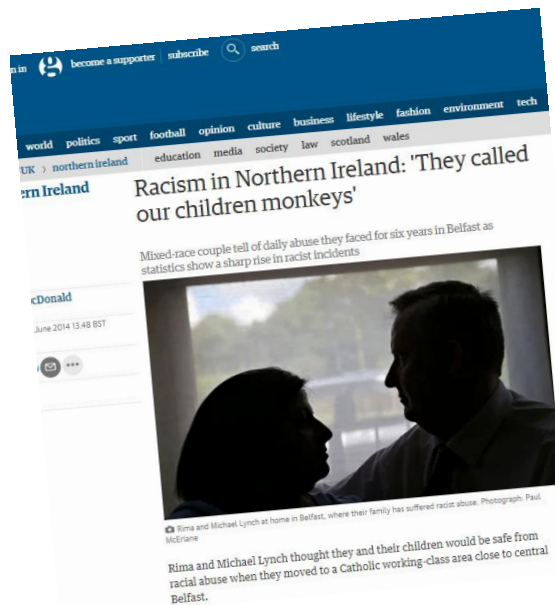 become a supporter subscribe search
world politics sport football opinion culture business lifestyle fashion environment tech
UK › northern ireland education media society law scotland wales
Ireland
Racism in Northern Ireland: 'They called
our children monkeys'
Mixed-race couple tell of daily abuse they faced for six years in Belfast as
statistics show a sharp rise in racist incidents
cDonald
June 2014 13.48 BST
Rima and Michael Lynch at home in Belfast, where their family has suffered racist abuse. Photograph: Paul
McErlane
Rima and Michael Lynch thought they and their children would be safe from
racial abuse when they moved to a Catholic working-class area close to central
Belfast.